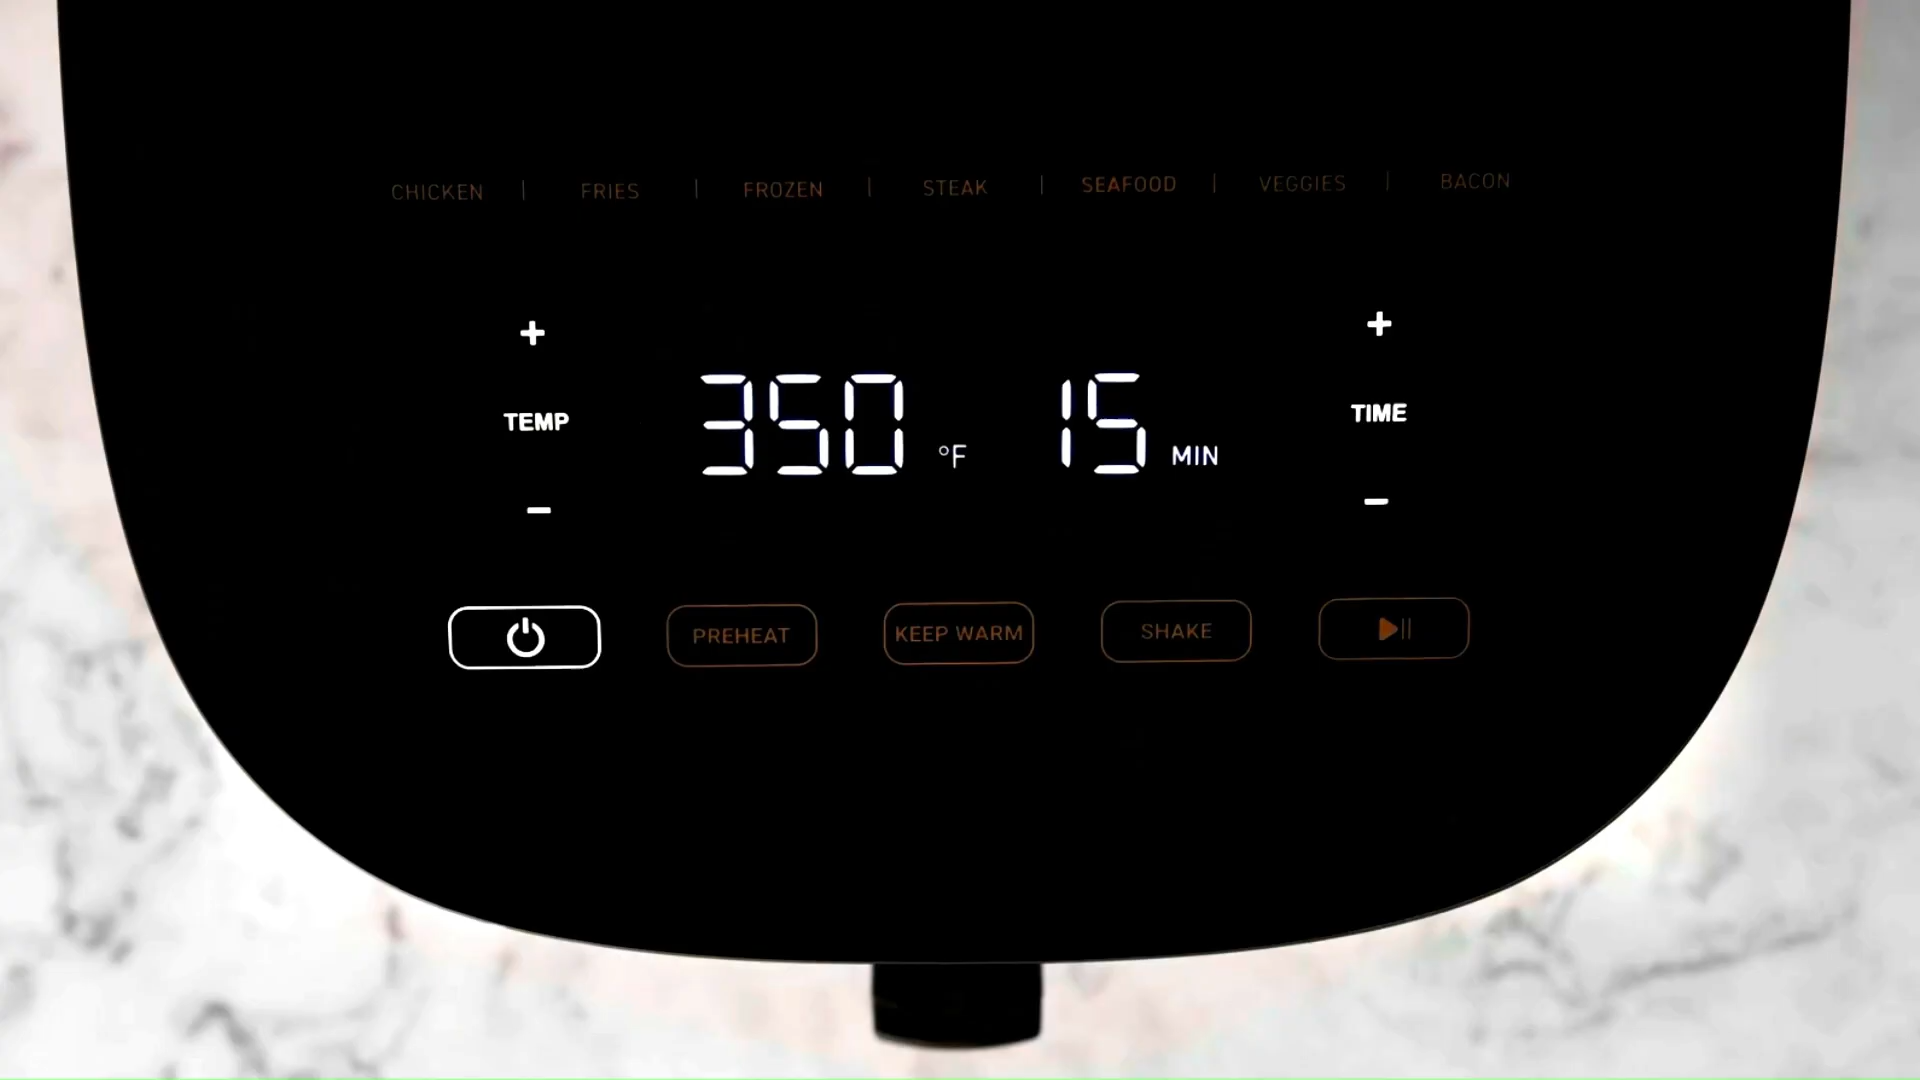 CHICKEN | FRIES | FROZEN | STEAK | SEAFOOD | VEGGIES | BACON
+ +
TEMP 350 °F 15 MIN TIME
- -
PREHEAT KEEP WARM SHAKE